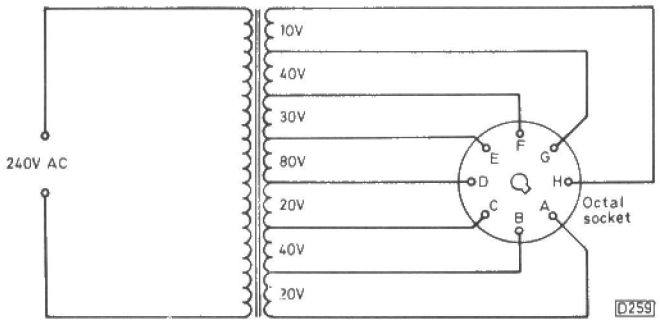 10V
40V
30V
80V
20V
40V
20V
240V AC
F
E
G
D
H
C
B
A
Octal
socket
D259